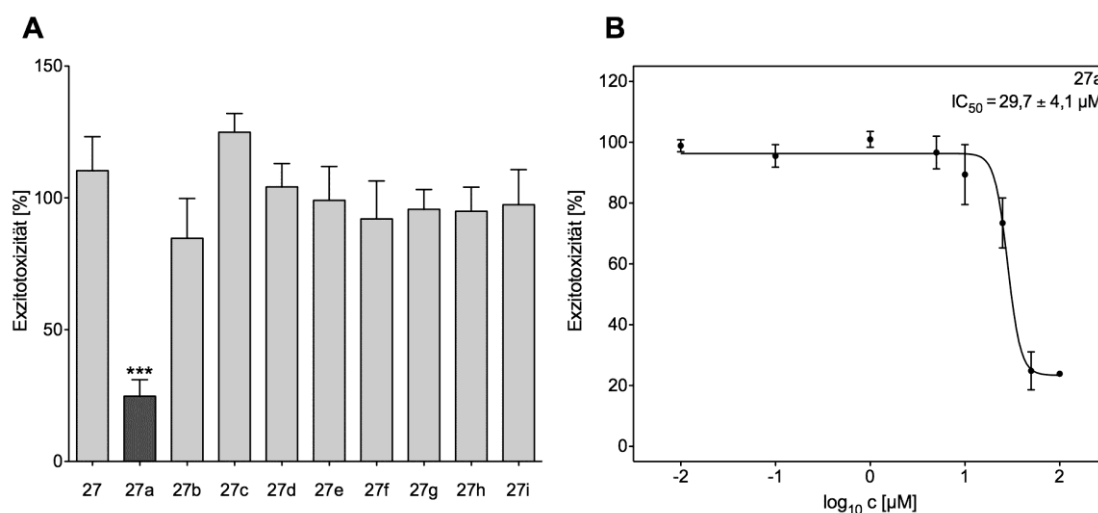 A
Exzitotoxizität [%]
150
100
50
0
***
27 27a 27b 27c 27d 27e 27f 27g 27h 27i
B
Exzitotoxizität [%]
120
100
80
60
40
20
0
27a
IC50 = 29,7 ± 4,1 µM
-2 -1 0 1 2
log10 c [µM]